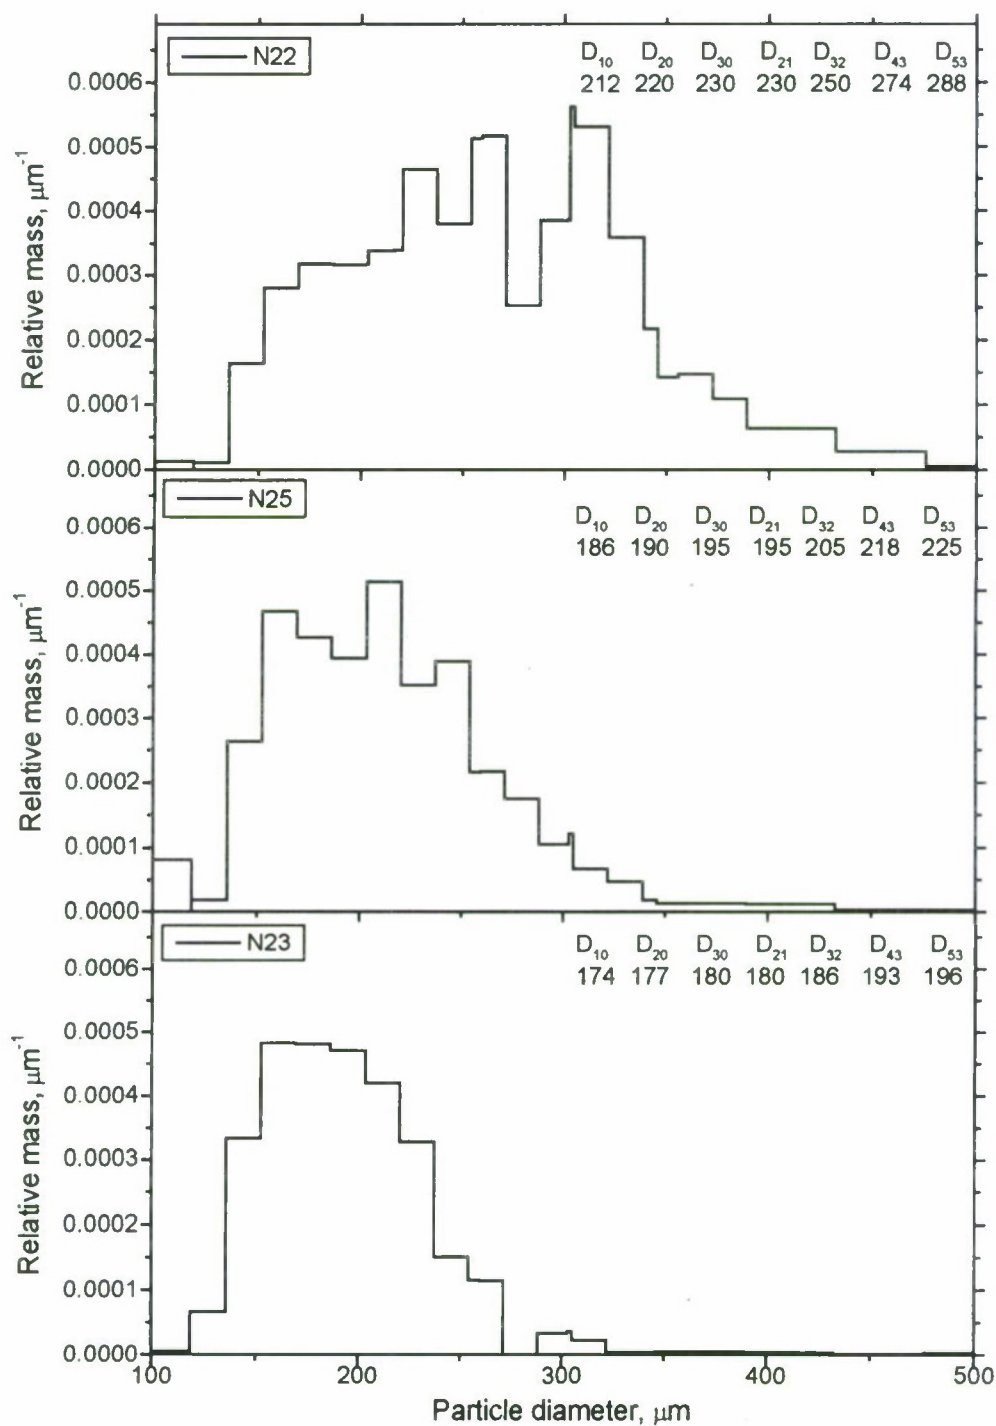 N22
D10 D20 D30 D21 D32 D43 D53
212 220 230 230 250 274 288
0.0006
0.0005
0.0004
0.0003
0.0002
0.0001
0.0000
Relative mass, μm-1
N25
D10 D20 D30 D21 D32 D43 D53
186 190 195 195 205 218 225
0.0006
0.0005
0.0004
0.0003
0.0002
0.0001
0.0000
Relative mass, μm-1
N23
D10 D20 D30 D21 D32 D43 D53
174 177 180 180 186 193 196
0.0006
0.0005
0.0004
0.0003
0.0002
0.0001
0.0000
Relative mass, μm-1
100 200 300 400 500
Particle diameter, μm